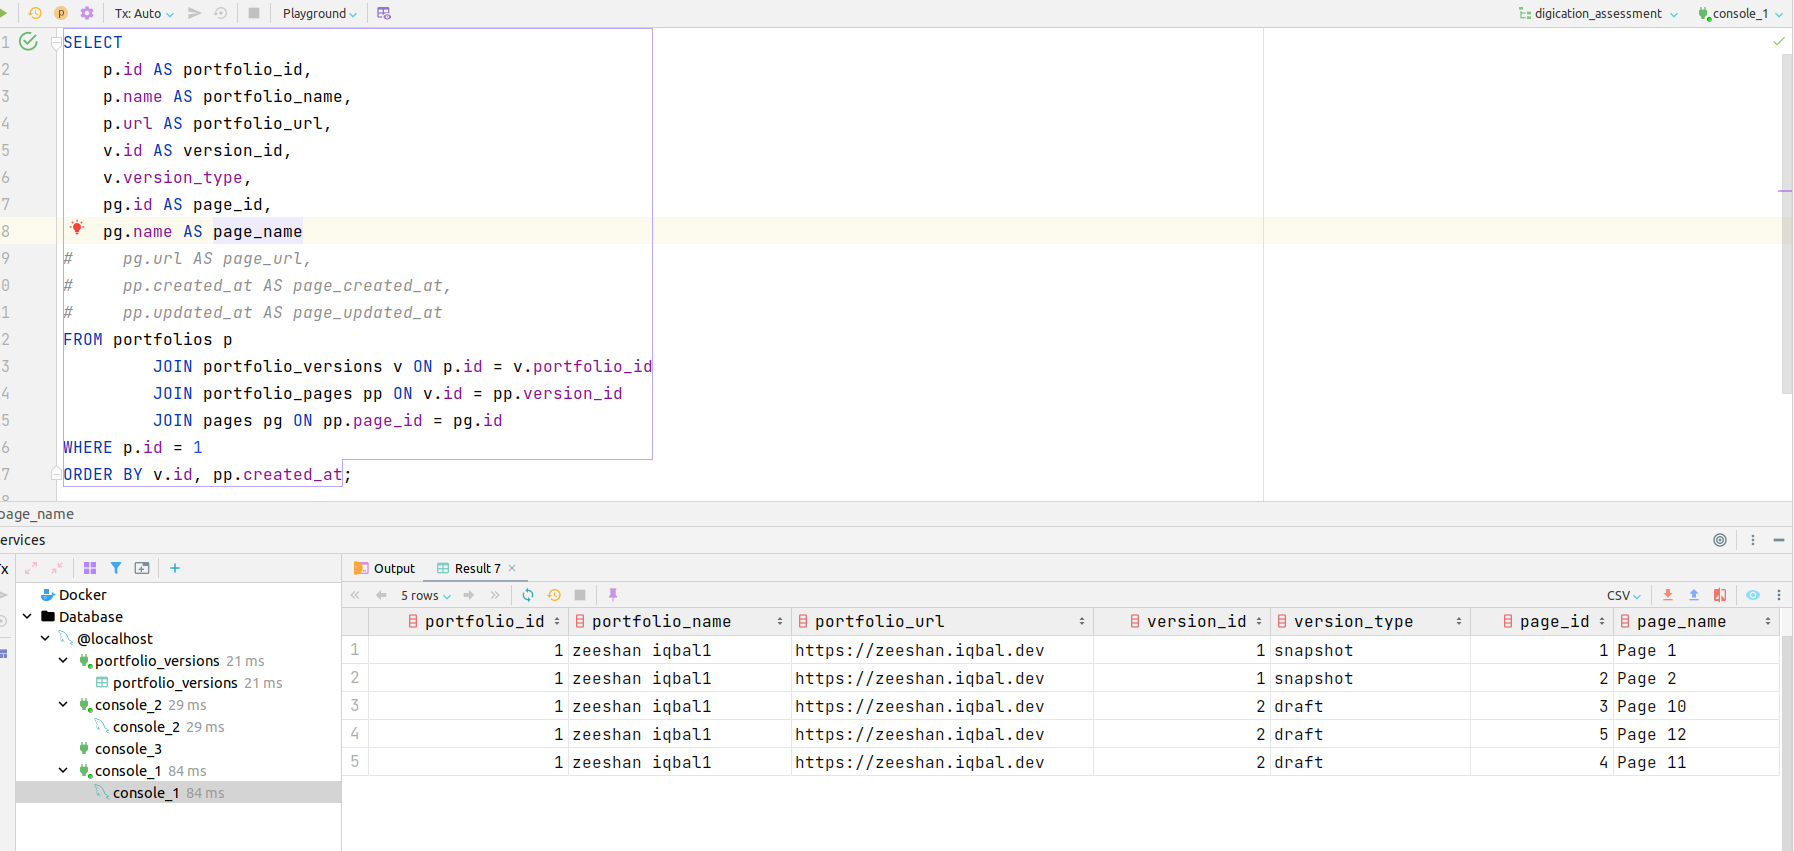 Tx: Auto Playground digication_assessment console_1
1 SELECT
2 p.id AS portfolio_id,
3 p.name AS portfolio_name,
4 p.url AS portfolio_url,
5 v.id AS version_id,
6 v.version_type,
7 pg.id AS page_id,
8 pg.name AS page_name
9 # pg.url AS page_url,
0 # pp.created_at AS page_created_at,
1 # pp.updated_at AS page_updated_at
2 FROM portfolios p
3 JOIN portfolio_versions v ON p.id = v.portfolio_id
4 JOIN portfolio_pages pp ON v.id = pp.version_id
5 JOIN pages pg ON pp.page_id = pg.id
6 WHERE p.id = 1
7 ORDER BY v.id, pp.created_at;
8
page_name
ervices
Tx
Docker
Database
@localhost
portfolio_versions 21 ms
portfolio_versions 21 ms
console_2 29 ms
console_2 29 ms
console_3
console_1 84 ms
console_1 84 ms
Output Result 7
5 rows CSV
portfolio_id portfolio_name portfolio_url version_id version_type page_id page_name
1 1 zeeshan iqbal1 https://zeeshan.iqbal.dev 1 snapshot 1 Page 1
2 1 zeeshan iqbal1 https://zeeshan.iqbal.dev 1 snapshot 2 Page 2
3 1 zeeshan iqbal1 https://zeeshan.iqbal.dev 2 draft 3 Page 10
4 1 zeeshan iqbal1 https://zeeshan.iqbal.dev 2 draft 5 Page 12
5 1 zeeshan iqbal1 https://zeeshan.iqbal.dev 2 draft 4 Page 11